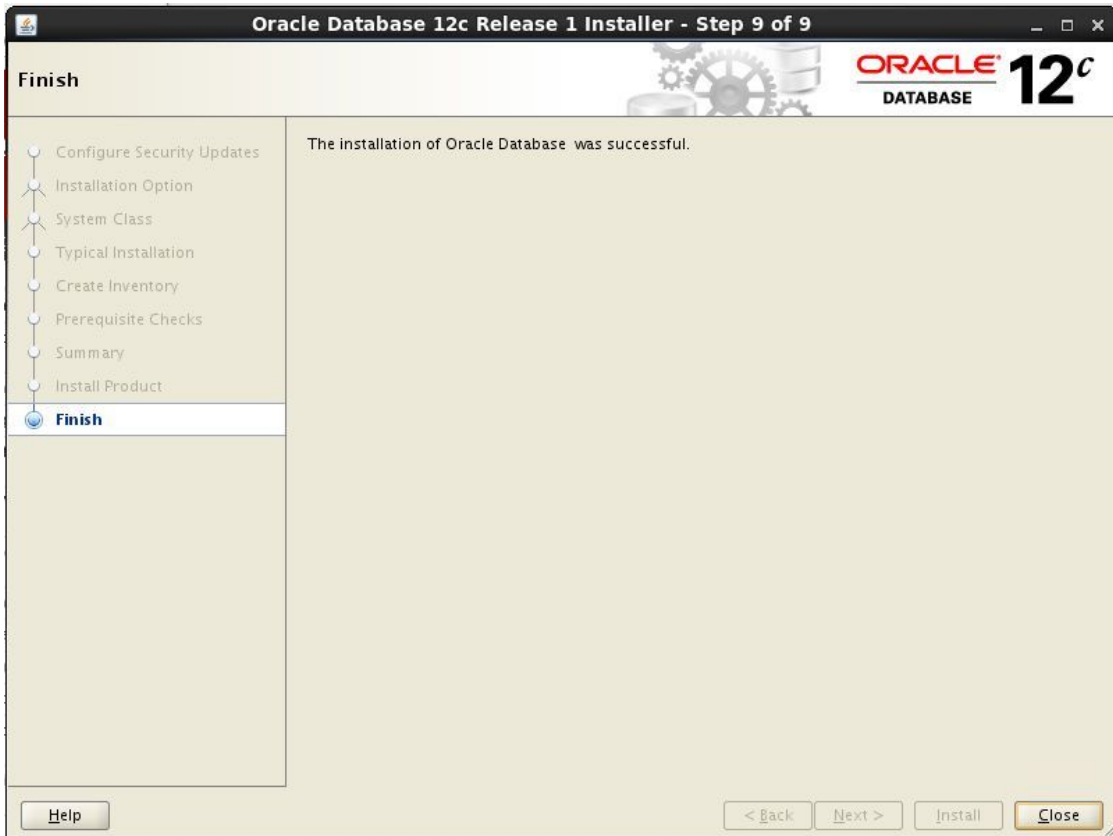 Oracle Database 12c Release 1 Installer - Step 9 of 9
Finish
ORACLE DATABASE 12c
Configure Security Updates
Installation Option
System Class
Typical Installation
Create Inventory
Prerequisite Checks
Summary
Install Product
Finish
The installation of Oracle Database was successful.
Help
< Back
Next >
Install
Close